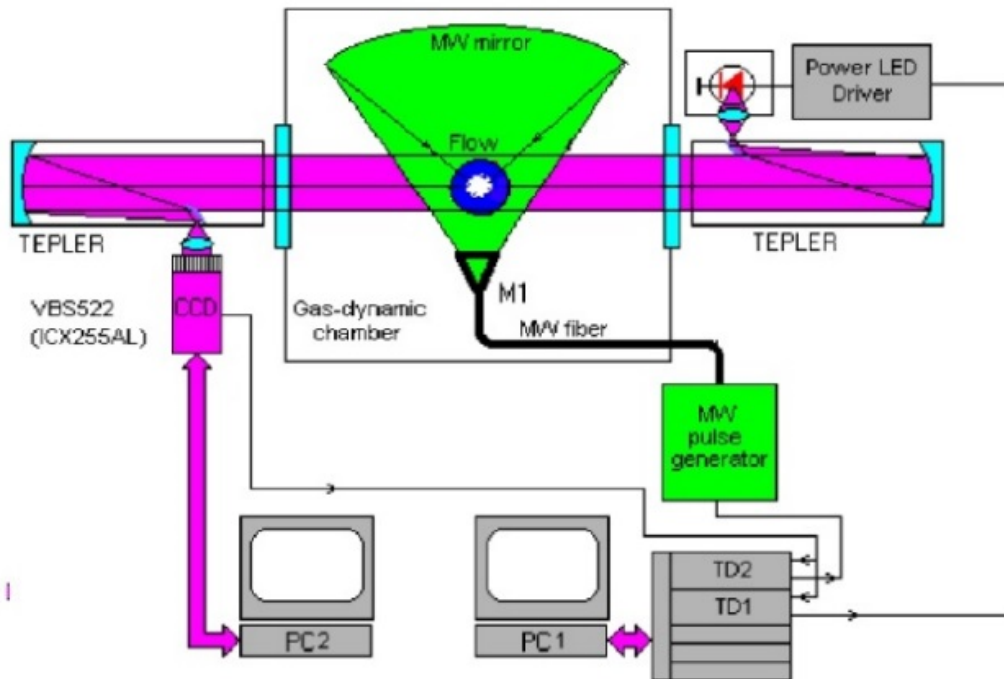 MW mirror
Power LED
Driver
Flow
TEPLER
TEPLER
VBS522
(ICX255AL)
CCD
M1
Gas-dynamic
chamber
MW fiber
MW
pulse
generator
TD2
TD1
PC2
PC1